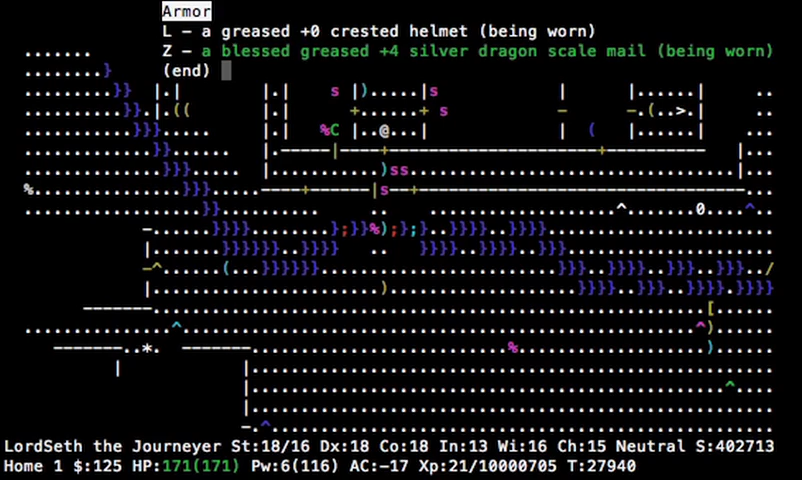 Armor
L - a greased +0 crested helmet (being worn)
Z - a blessed greased +4 silver dragon scale mail (being worn)
(end)
LordSeth the Journeyer St:18/16 Dx:18 Co:18 In:13 Wi:16 Ch:15 Neutral S:402713
Home 1 $:125 HP:171(171) Pw:6(116) AC:-17 Xp:21/10000705 T:27940